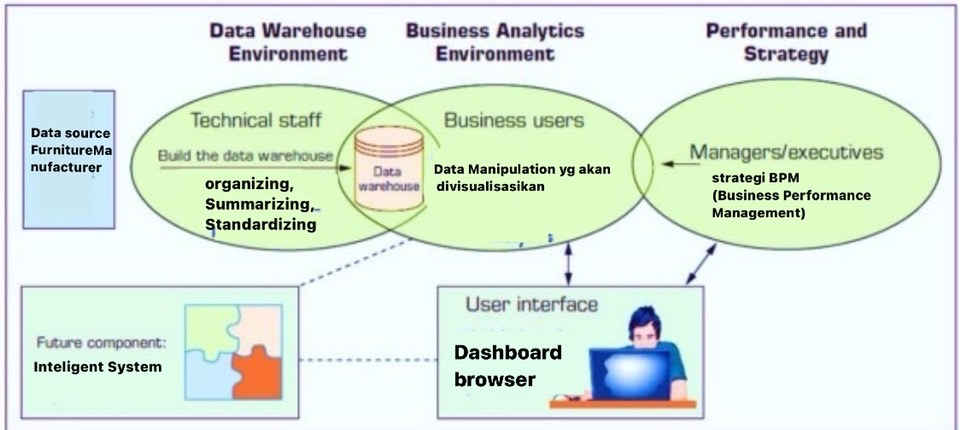 Data Warehouse
Environment
Business Analytics
Environment
Performance and
Strategy
Data source
FurnitureMa
nufacturer
Technical staff
Build the data warehouse
organizing,
Summarizing,
Standardizing
Data
warehouse
Business users
Data Manipulation yg akan
divisualisasikan
Managers/executives
strategi BPM
(Business Performance
Management)
Future component:
Inteligent System
User interface
Dashboard
browser